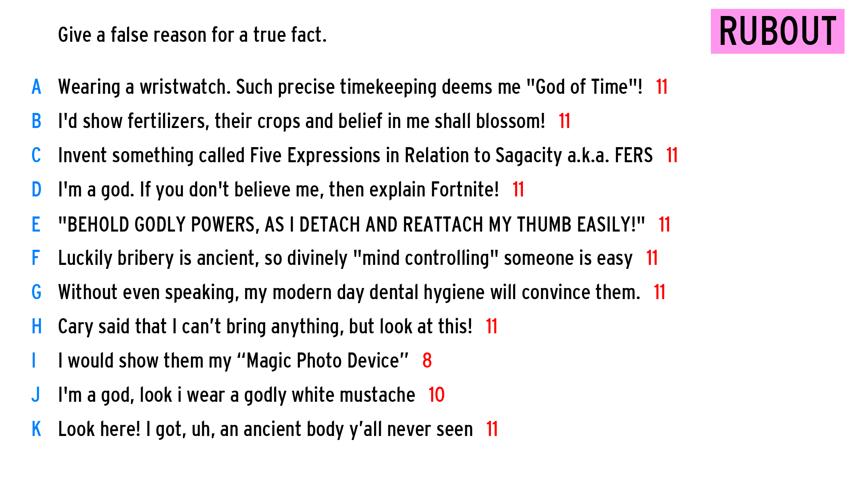 Give a false reason for a true fact.
RUBOUT
A Wearing a wristwatch. Such precise timekeeping deems me "God of Time"! 11
B I'd show fertilizers, their crops and belief in me shall blossom! 11
C Invent something called Five Expressions in Relation to Sagacity a.k.a. FERS 11
D I'm a god. If you don't believe me, then explain Fortnite! 11
E "BEHOLD GODLY POWERS, AS I DETACH AND REATTACH MY THUMB EASILY!" 11
F Luckily bribery is ancient, so divinely "mind controlling" someone is easy 11
G Without even speaking, my modern day dental hygiene will convince them. 11
H Cary said that I can’t bring anything, but look at this! 11
I I would show them my “Magic Photo Device” 8
J I'm a god, look i wear a godly white mustache 10
K Look here! I got, uh, an ancient body y’all never seen 11